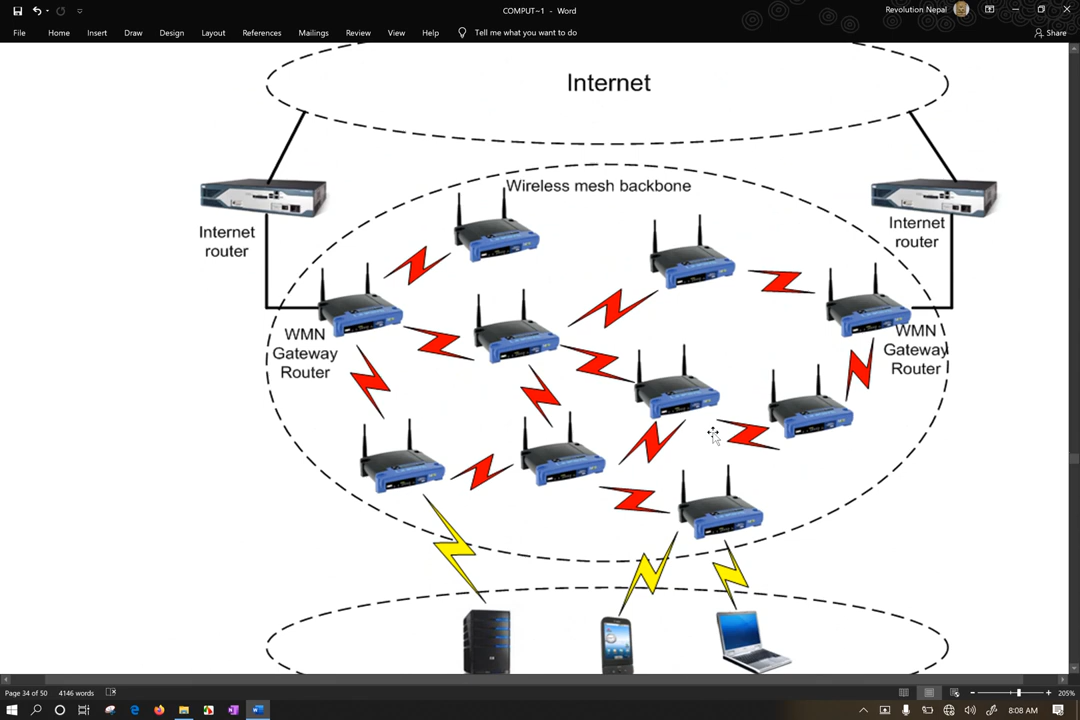 COMPUT~1 - Word
Revolution Nepal
File Home Insert Draw Design Layout References Mailings Review View Help Tell me what you want to do Share
Internet
Wireless mesh backbone
Internet
router
Internet
router
WMN
Gateway
Router
WMN
Gateway
Router
Page 34 of 50 4146 words 205%
8:08 AM